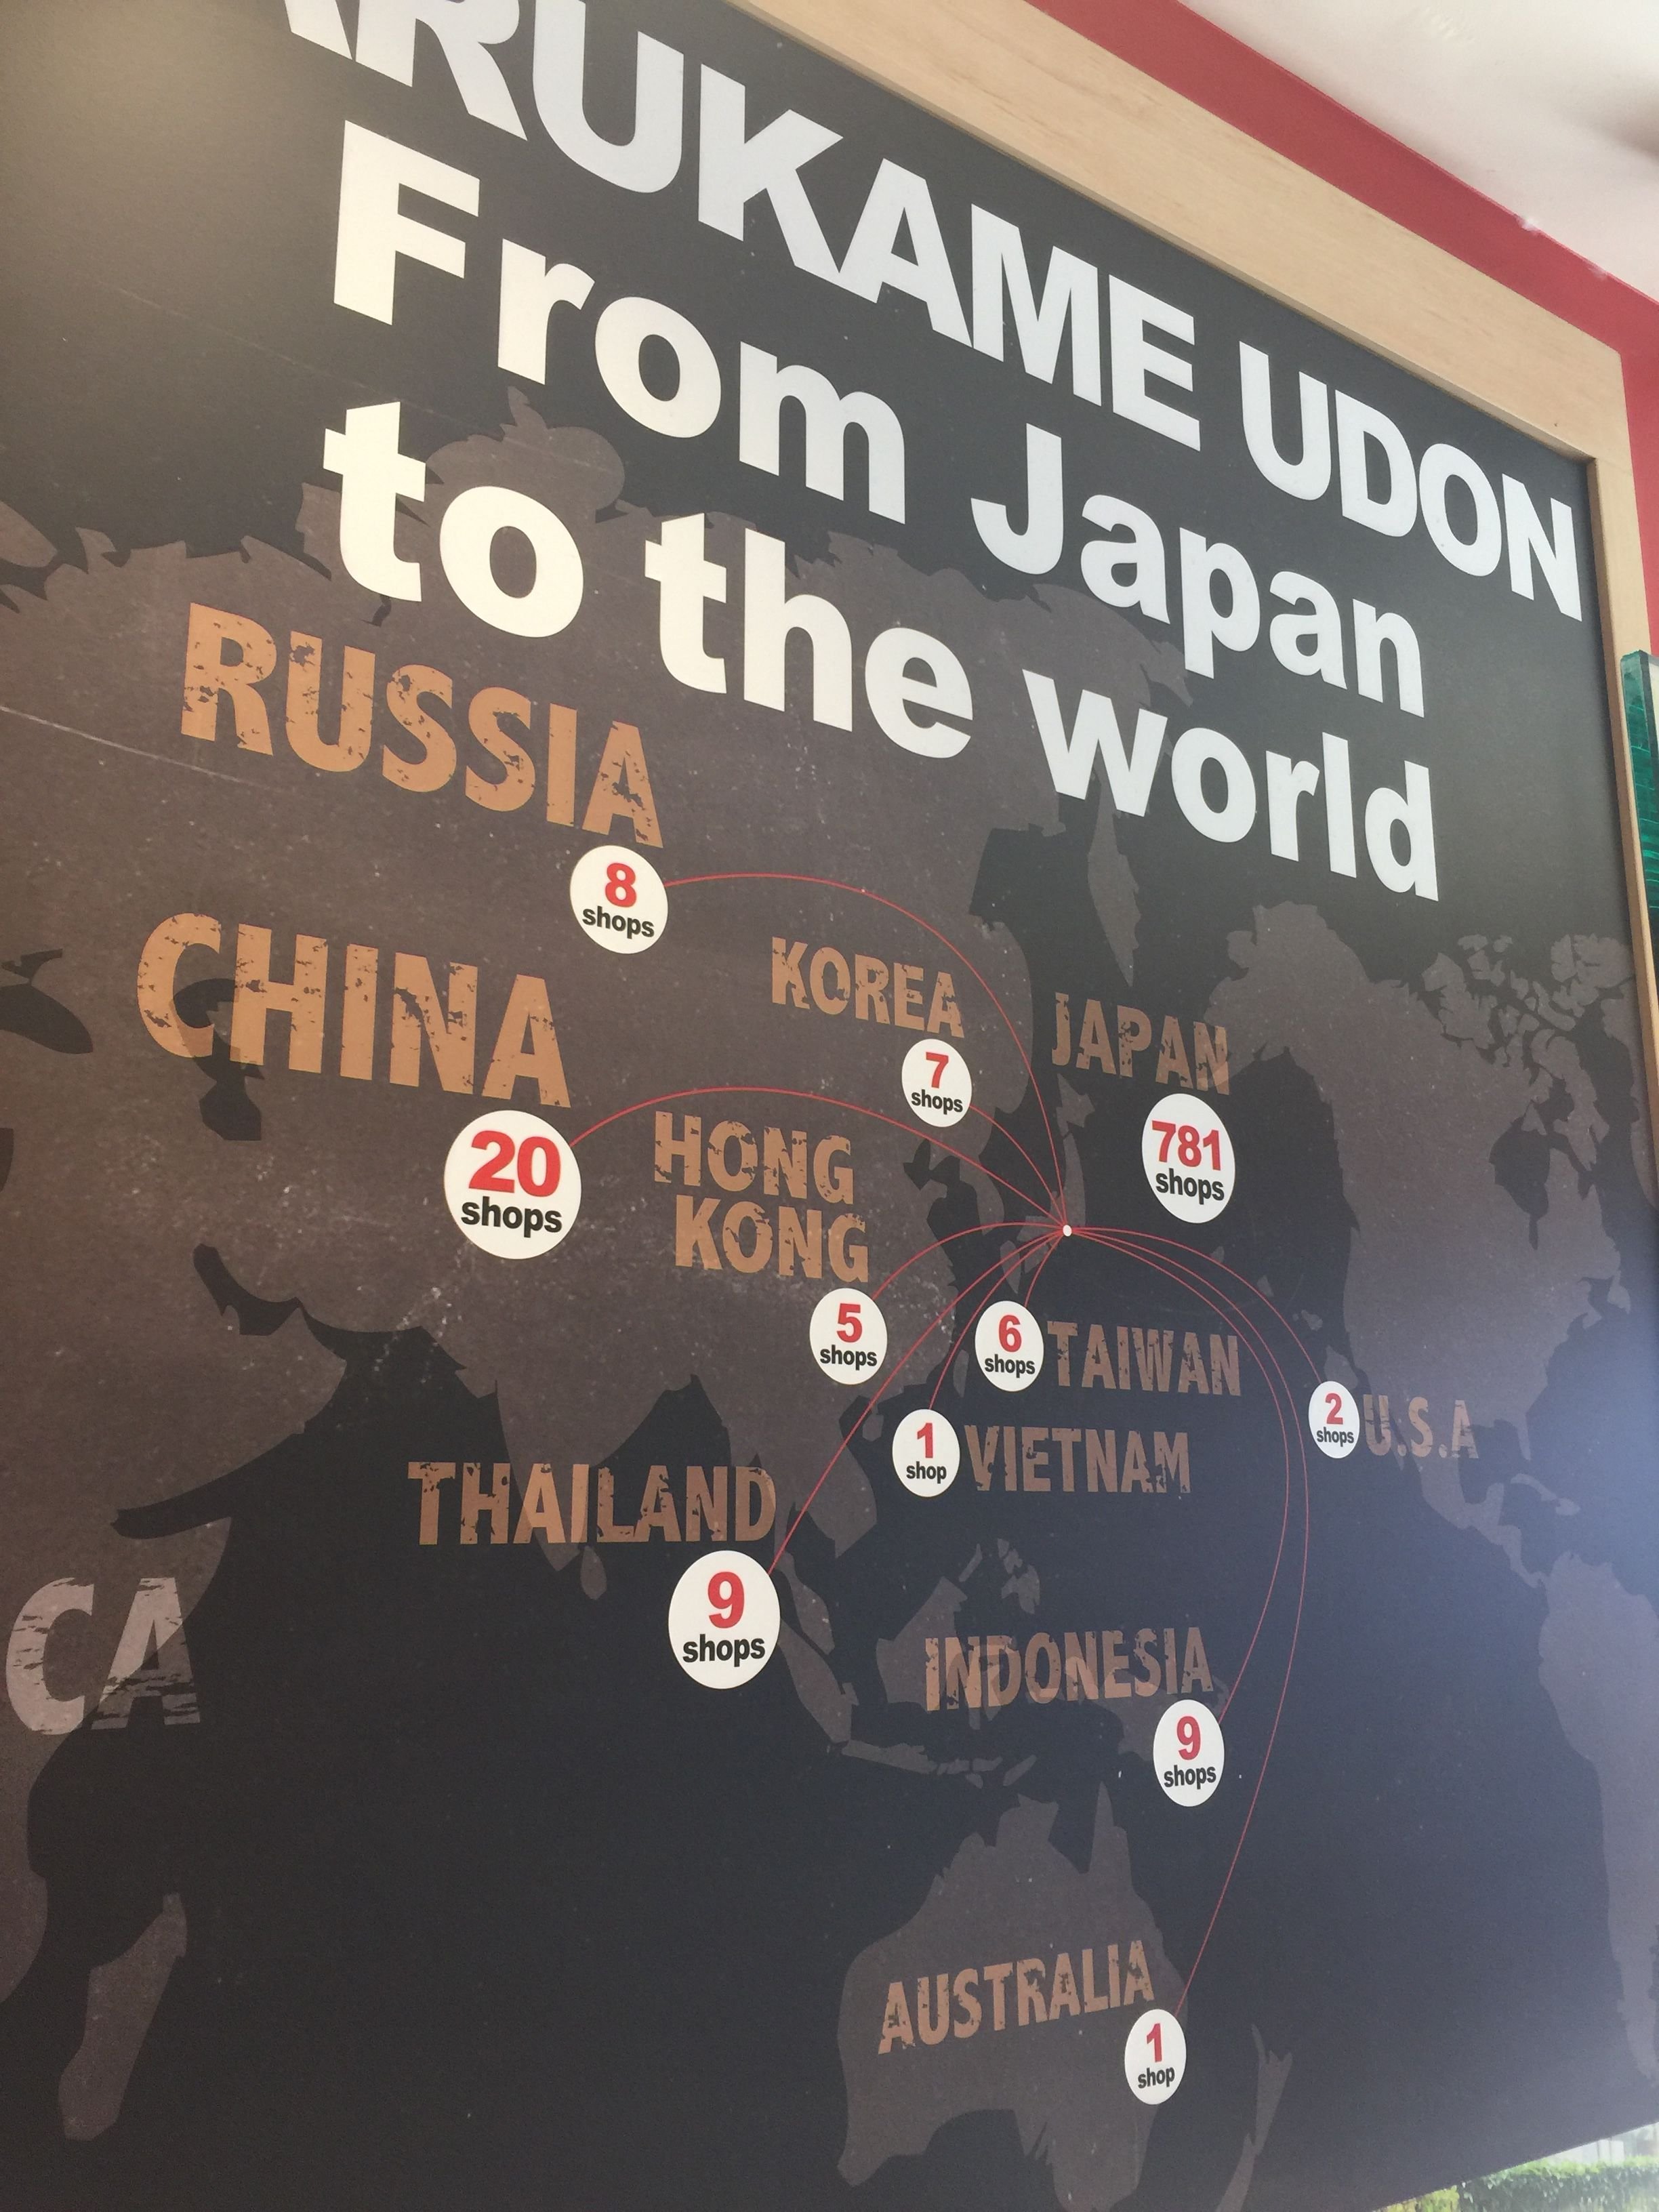 ARUKAME UDON
From Japan
to the world
RUSSIA
8
shops
CHINA
20
shops
KOREA
7
shops
JAPAN
781
shops
HONG
KONG
5
shops
6
shops
TAIWAN
1
shop
VIETNAM
2
shops
U.S.A
THAILAND
9
shops
CA
INDONESIA
9
shops
AUSTRALIA
1
shop